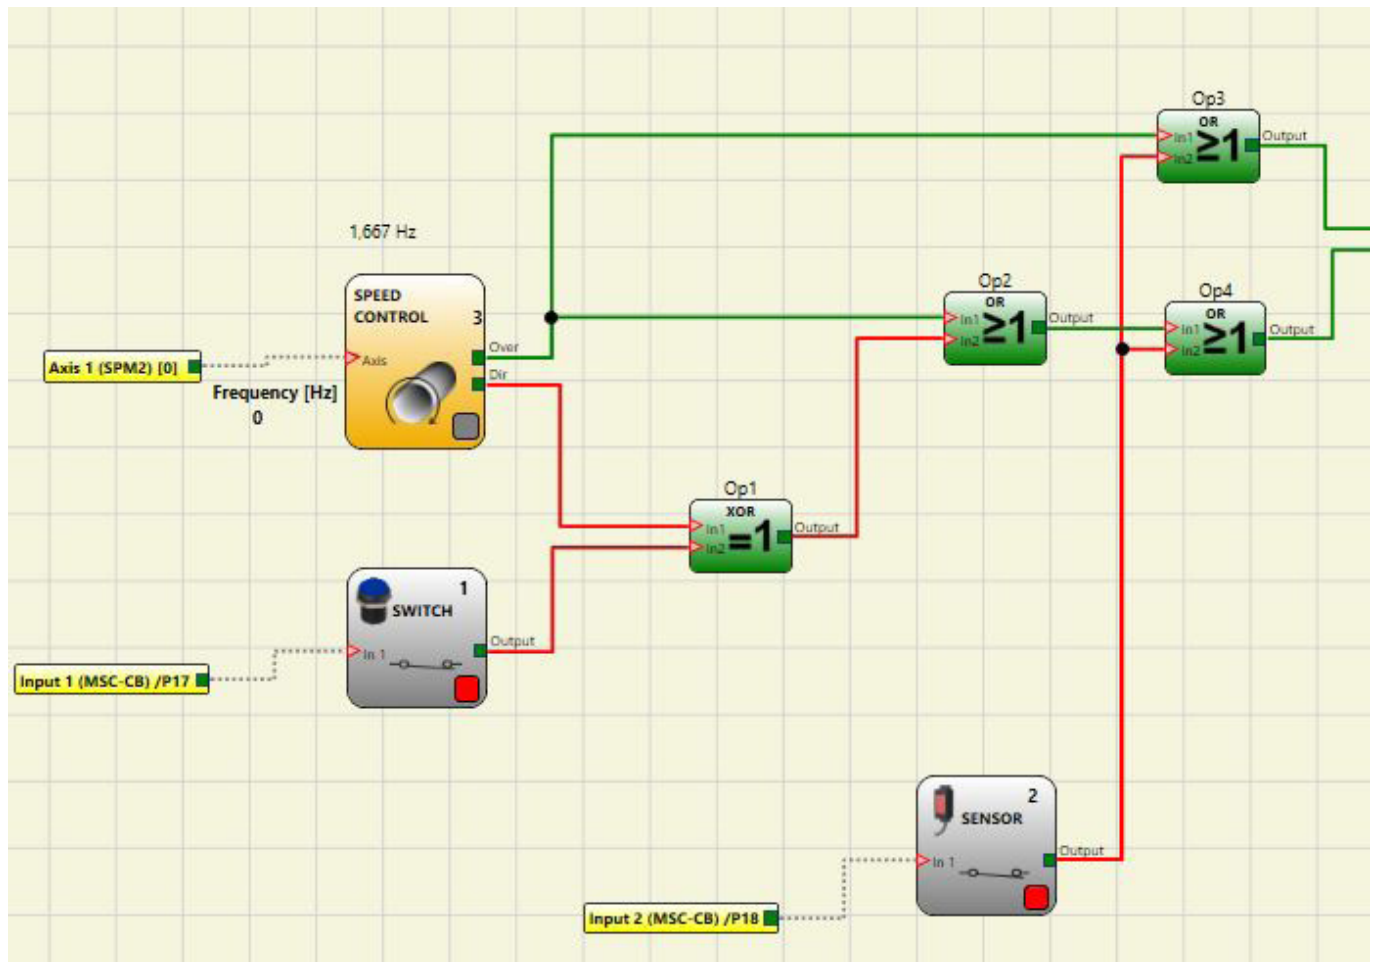 Op3
OR
In1
In2
≥1
Output
1,667 Hz
SPEED
CONTROL
3
Over
Dir
Axis
Axis 1 (SPM2) [0]
Frequency [Hz]
0
Op2
OR
In1
In2
≥1
Output
Op4
OR
In1
In2
≥1
Output
Op1
XOR
In1
In2
=1
Output
1
SWITCH
Output
In 1
Input 1 (MSC-CB) /P17
2
SENSOR
Output
In 1
Input 2 (MSC-CB) /P18